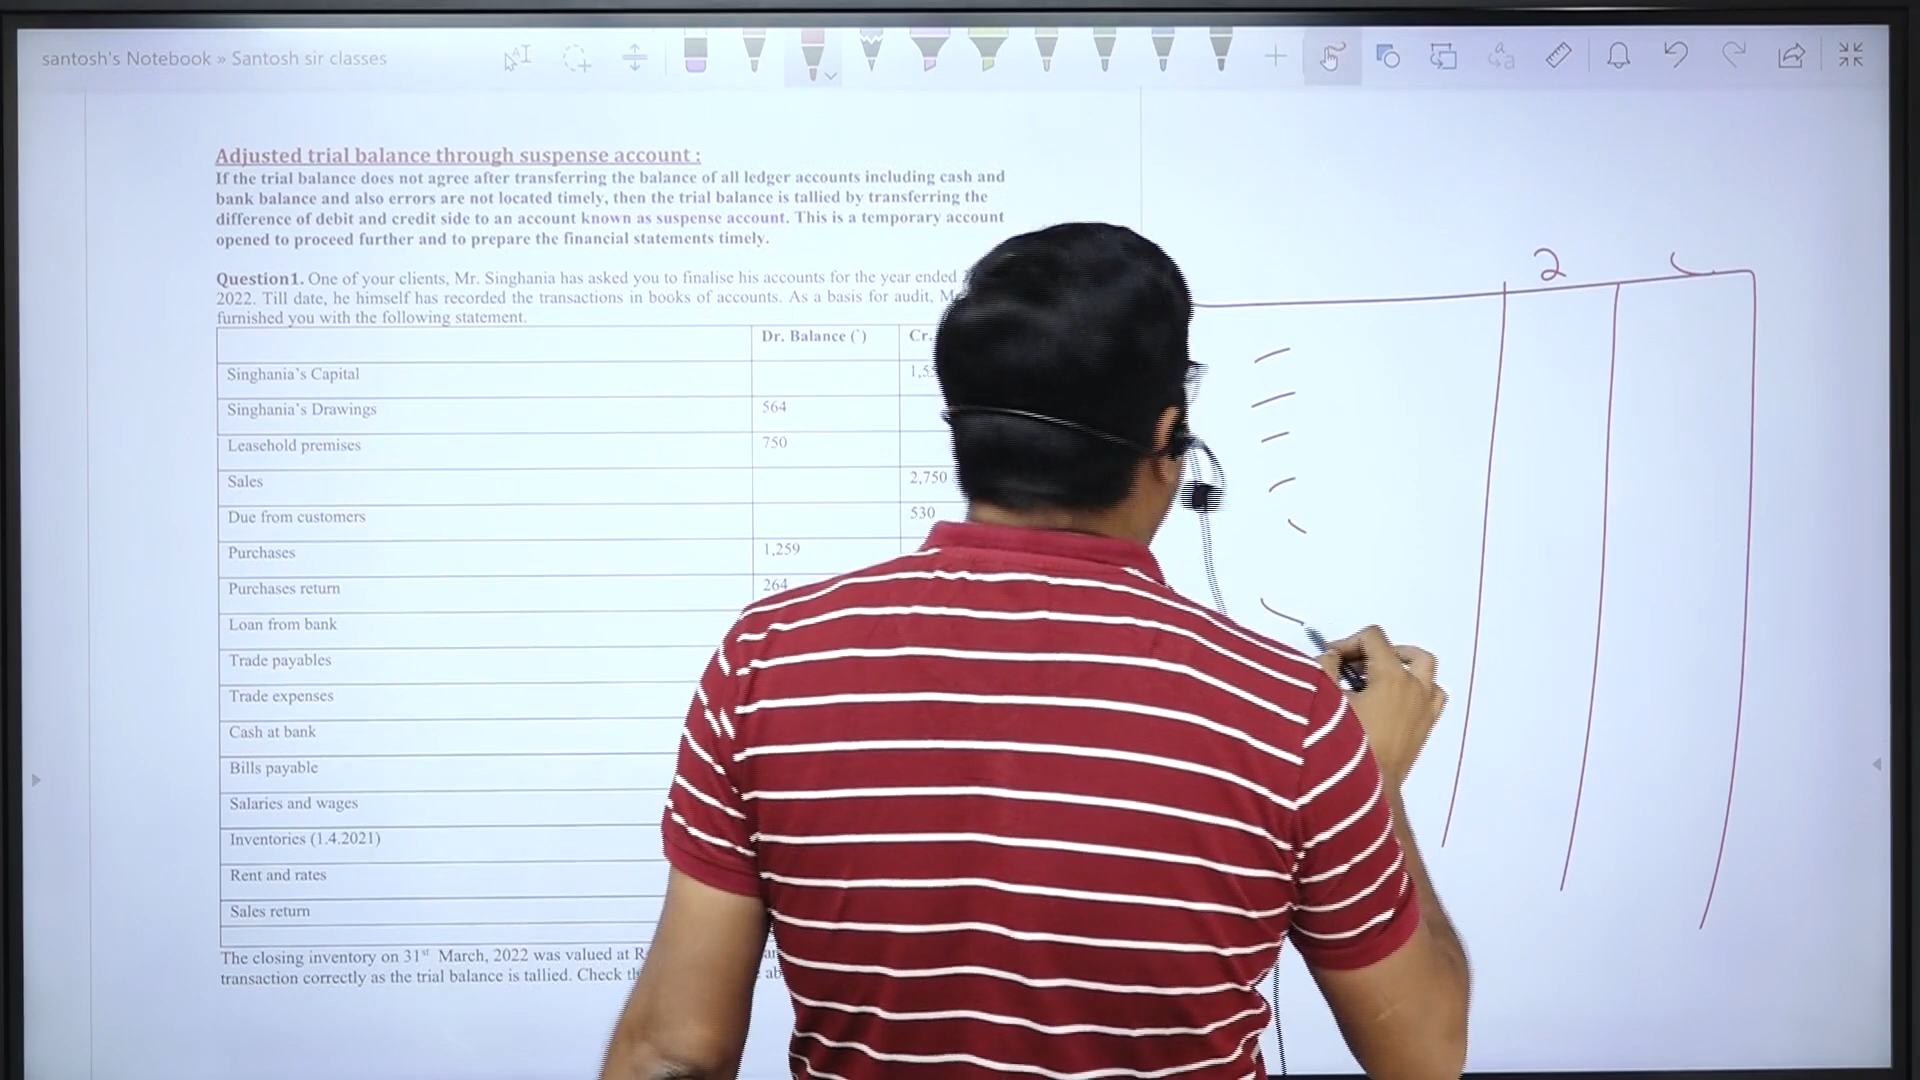 santosh's Notebook » Santosh sir classes
Adjusted trial balance through suspense account :
If the trial balance does not agree after transferring the balance of all ledger accounts including cash and
bank balance and also errors are not located timely, then the trial balance is tallied by transferring the
difference of debit and credit side to an account known as suspense account. This is a temporary account
opened to proceed further and to prepare the financial statements timely.
Question1. One of your clients, Mr. Singhania has asked you to finalise his accounts for the year ended
2022. Till date, he himself has recorded the transactions in books of accounts. As a basis for audit,
furnished you with the following statement.
Dr. Balance (`) Cr.
Singhania's Capital
Singhania's Drawings 564
Leasehold premises 750
Sales 2,750
Due from customers 530
Purchases 1,259
Purchases return 264
Loan from bank
Trade payables
Trade expenses
Cash at bank
Bills payable
Salaries and wages
Inventories (1.4.2021)
Rent and rates
Sales return
The closing inventory on 31st March, 2022 was valued at
transaction correctly as the trial balance is tallied. Check
2